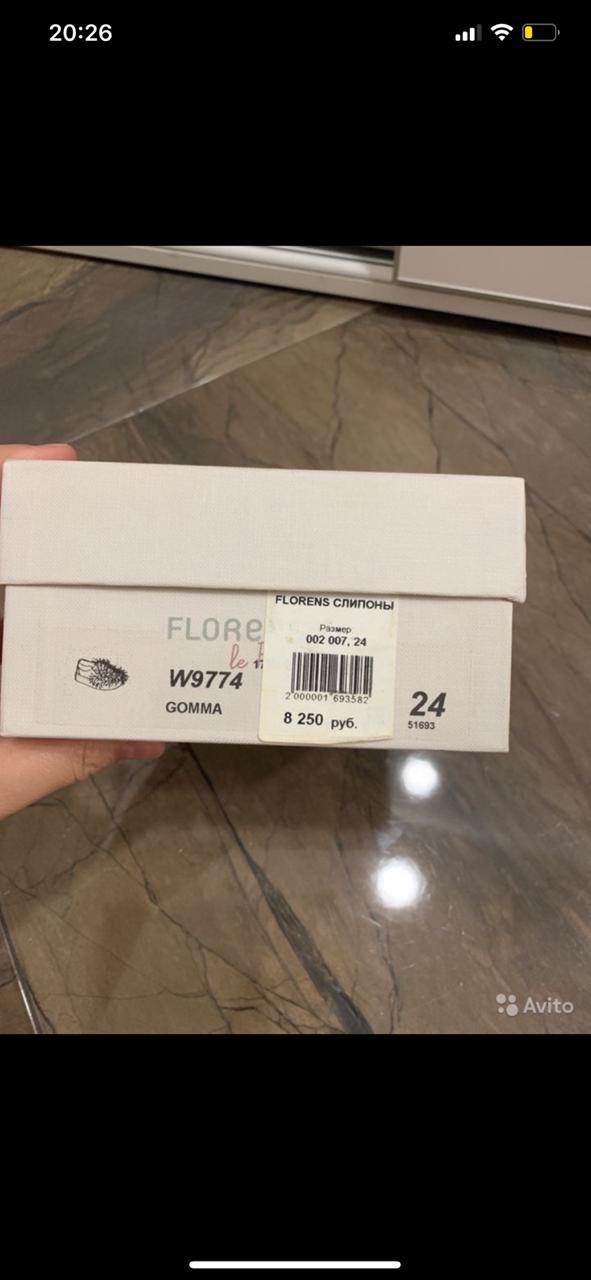 20:26
FLORENS СЛИПОНЫ
Размер:
002 007, 24
2 000001 693582
8 250 руб.
FLORE
le
W9774
GOMMA
24
51693
Avito